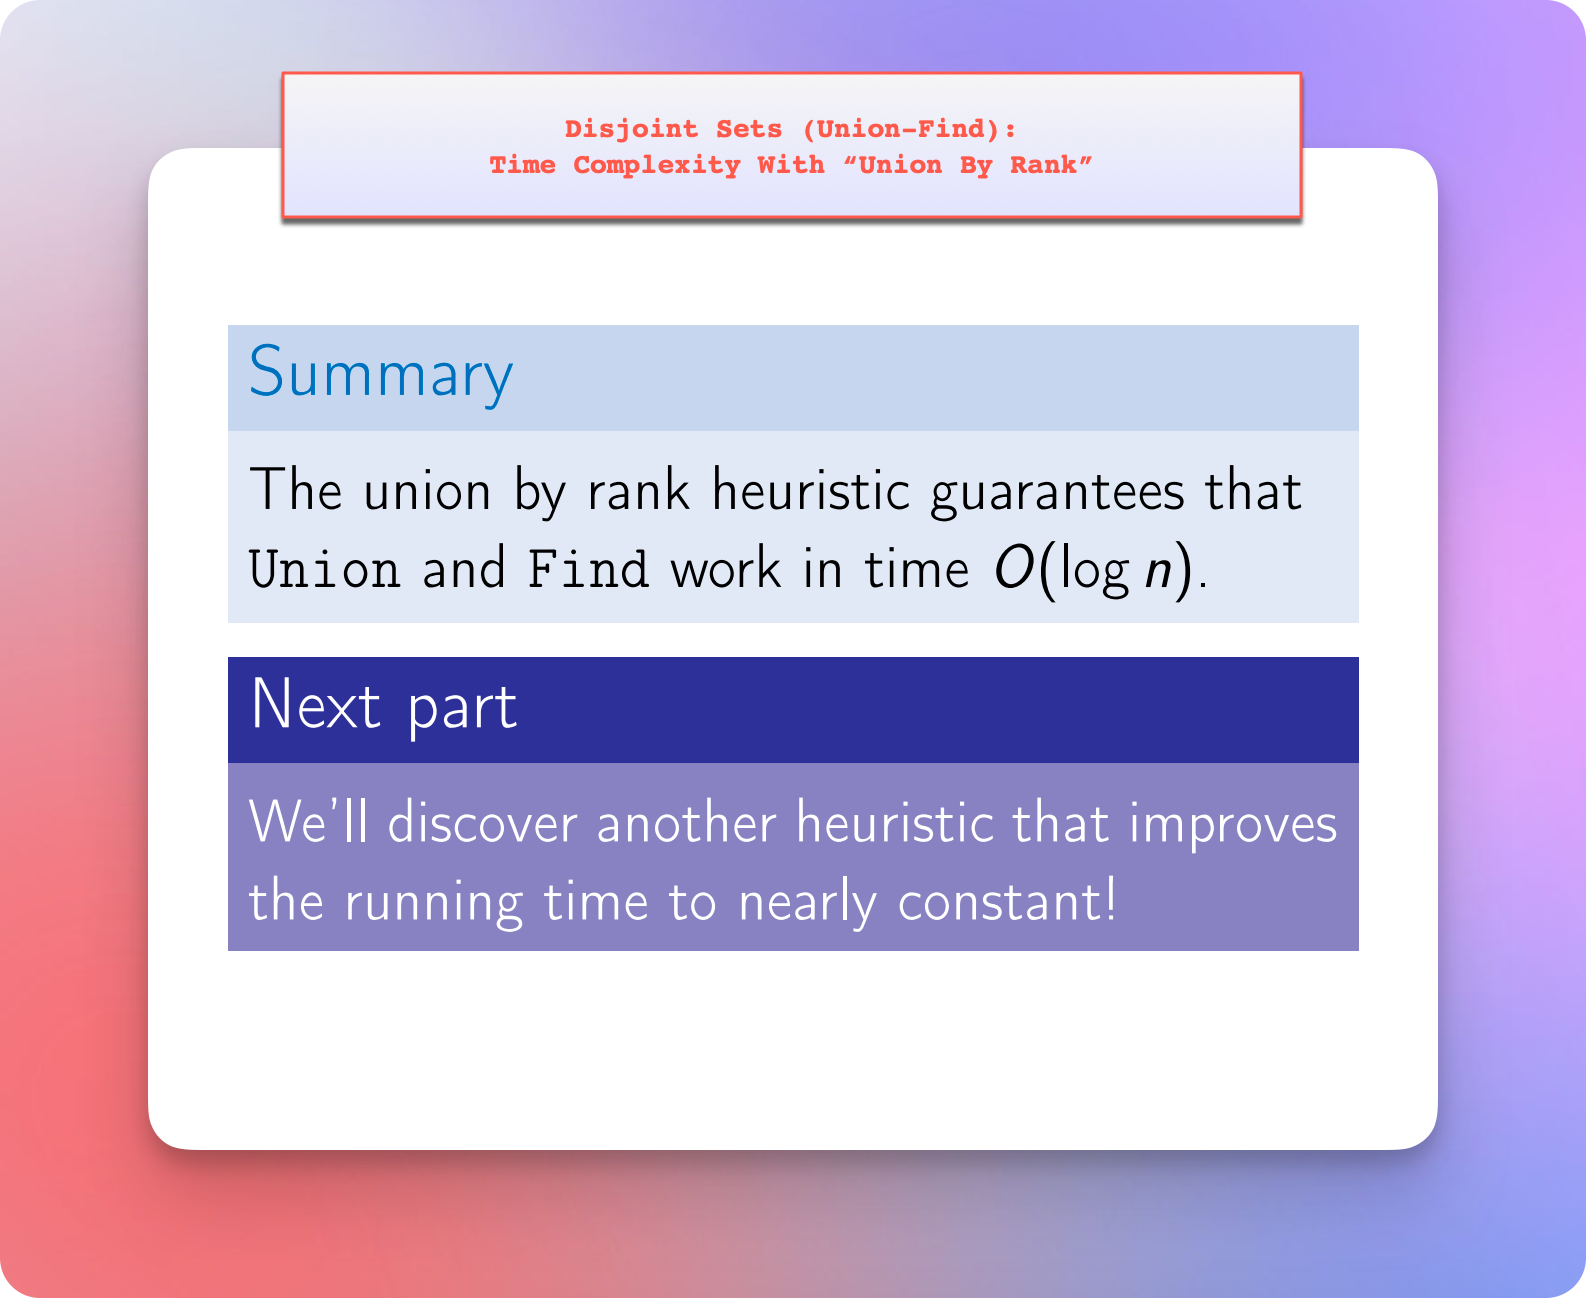 Disjoint Sets (Union-Find):
Time Complexity With “Union By Rank”
Summary
The union by rank heuristic guarantees that
Union and Find work in time O(log n).
Next part
We'll discover another heuristic that improves
the running time to nearly constant!